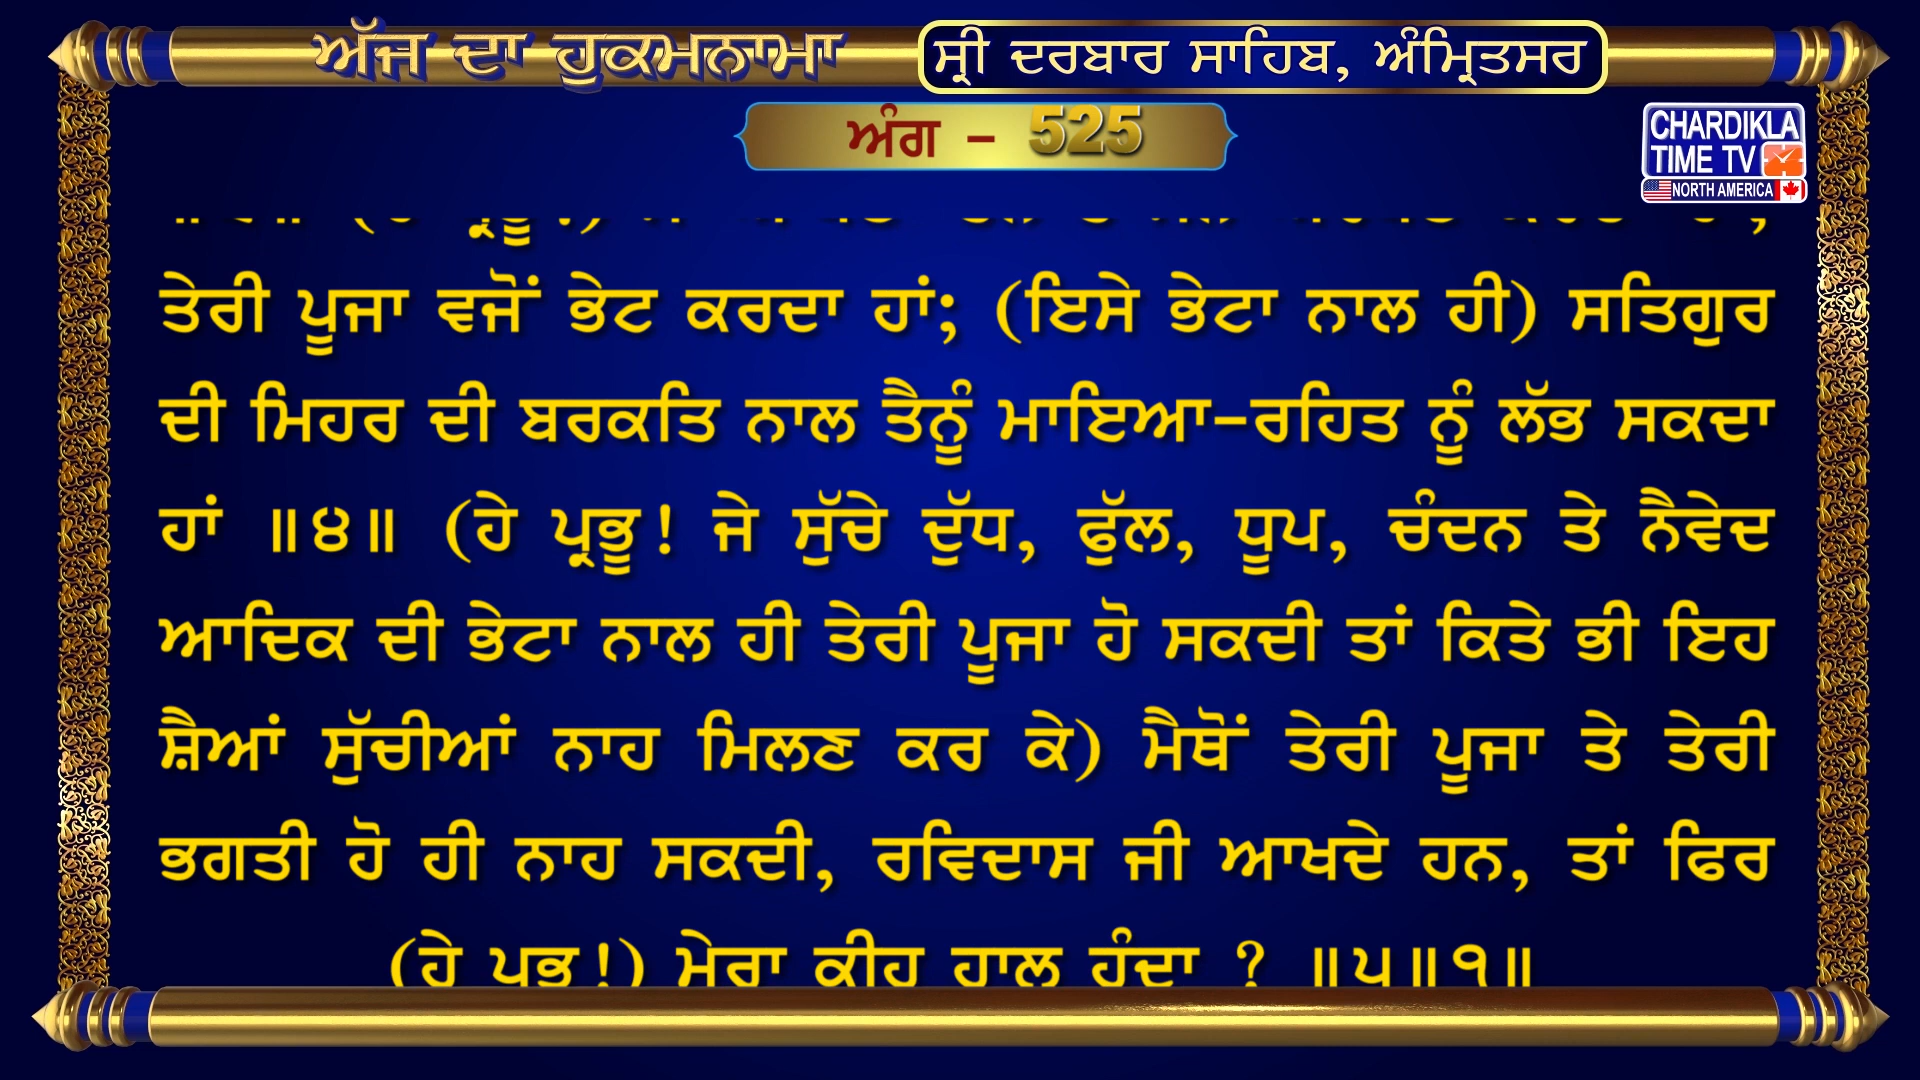 ਅੱਜ ਦਾ ਹੁਕਮਨਾਮਾ
ਸ੍ਰੀ ਦਰਬਾਰ ਸਾਹਿਬ, ਅੰਮ੍ਰਿਤਸਰ
ਅੰਗ - 525
CHARDIKLA
TIME TV
NORTH AMERICA
ਤੇਰੀ ਪੂਜਾ ਵਜੋਂ ਭੇਟ ਕਰਦਾ ਹਾਂ; (ਇਸੇ ਭੇਟਾ ਨਾਲ ਹੀ) ਸਤਿਗੁਰ
ਦੀ ਮਿਹਰ ਦੀ ਬਰਕਤਿ ਨਾਲ ਤੈਨੂੰ ਮਾਇਆ-ਰਹਿਤ ਨੂੰ ਲੱਭ ਸਕਦਾ
ਹਾਂ ॥੪॥ (ਹੇ ਪ੍ਰਭੂ! ਜੇ ਸੁੱਚੇ ਦੁੱਧ, ਫੁੱਲ, ਧੂਪ, ਚੰਦਨ ਤੇ ਨੈਵੇਦ
ਆਦਿਕ ਦੀ ਭੇਟਾ ਨਾਲ ਹੀ ਤੇਰੀ ਪੂਜਾ ਹੋ ਸਕਦੀ ਤਾਂ ਕਿਤੇ ਭੀ ਇਹ
ਸ਼ੈਆਂ ਸੁੱਚੀਆਂ ਨਾਹ ਮਿਲਣ ਕਰ ਕੇ) ਮੈਥੋਂ ਤੇਰੀ ਪੂਜਾ ਤੇ ਤੇਰੀ
ਭਗਤੀ ਹੋ ਹੀ ਨਾਹ ਸਕਦੀ, ਰਵਿਦਾਸ ਜੀ ਆਖਦੇ ਹਨ, ਤਾਂ ਫਿਰ
(ਹੇ ਪ੍ਰਭੂ!) ਮੇਰਾ ਕੀਹ ਹਾਲ ਹੁੰਦਾ ? ॥੫॥੧॥